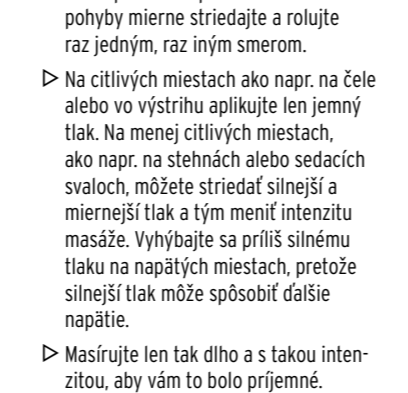 pohyby mierne striedajte a rolujte
raz jedným, raz iným smerom.
▷ Na citlivých miestach ako napr. na čele
alebo vo výstrihu aplikujte len jemný
tlak. Na menej citlivých miestach,
ako napr. na stehnách alebo sedacích
svaloch, môžete striedať silnejší a
miernejší tlak a tým meniť intenzitu
masáže. Vyhýbajte sa príliš silnému
tlaku na napätých miestach, pretože
silnejší tlak môže spôsobiť ďalšie
napätie.
▷ Masírujte len tak dlho a s takou inten-
zitou, aby vám to bolo príjemné.